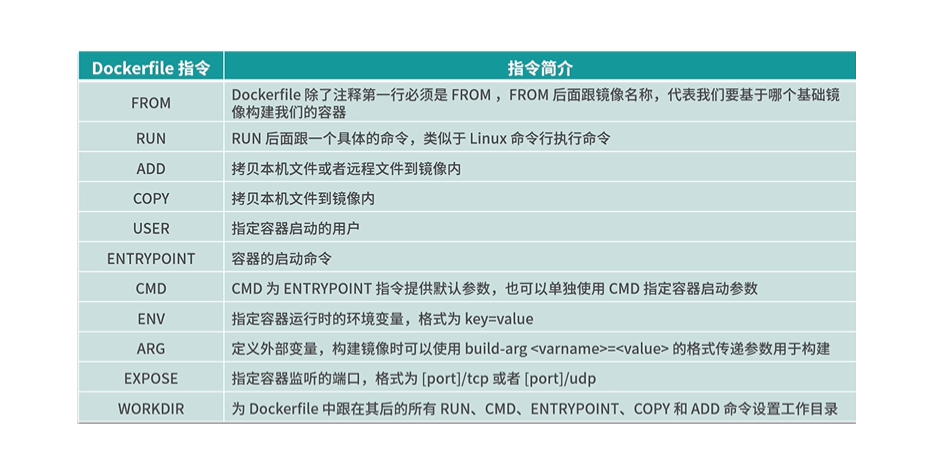 Dockerfile 指令 指令简介
FROM
Dockerfile 除了注释第一行必须是 FROM ，FROM 后面跟镜像名称，代表我们要基于哪个基础镜
像构建我们的容器
RUN RUN 后面跟一个具体的命令，类似于 Linux 命令行执行命令
ADD 拷贝本机文件或者远程文件到镜像内
COPY 拷贝本机文件到镜像内
USER 指定容器启动的用户
ENTRYPOINT 容器的启动命令
CMD CMD 为 ENTRYPOINT 指令提供默认参数，也可以单独使用 CMD 指定容器启动参数
ENV 指定容器运行时的环境变量，格式为 key=value
ARG 定义外部变量，构建镜像时可以使用 build-arg <varname>=<value> 的格式传递参数用于构建
EXPOSE 指定容器监听的端口，格式为 [port]/tcp 或者 [port]/udp
WORKDIR 为 Dockerfile 中跟在其后的所有 RUN、CMD、ENTRYPOINT、COPY 和 ADD 命令设置工作目录